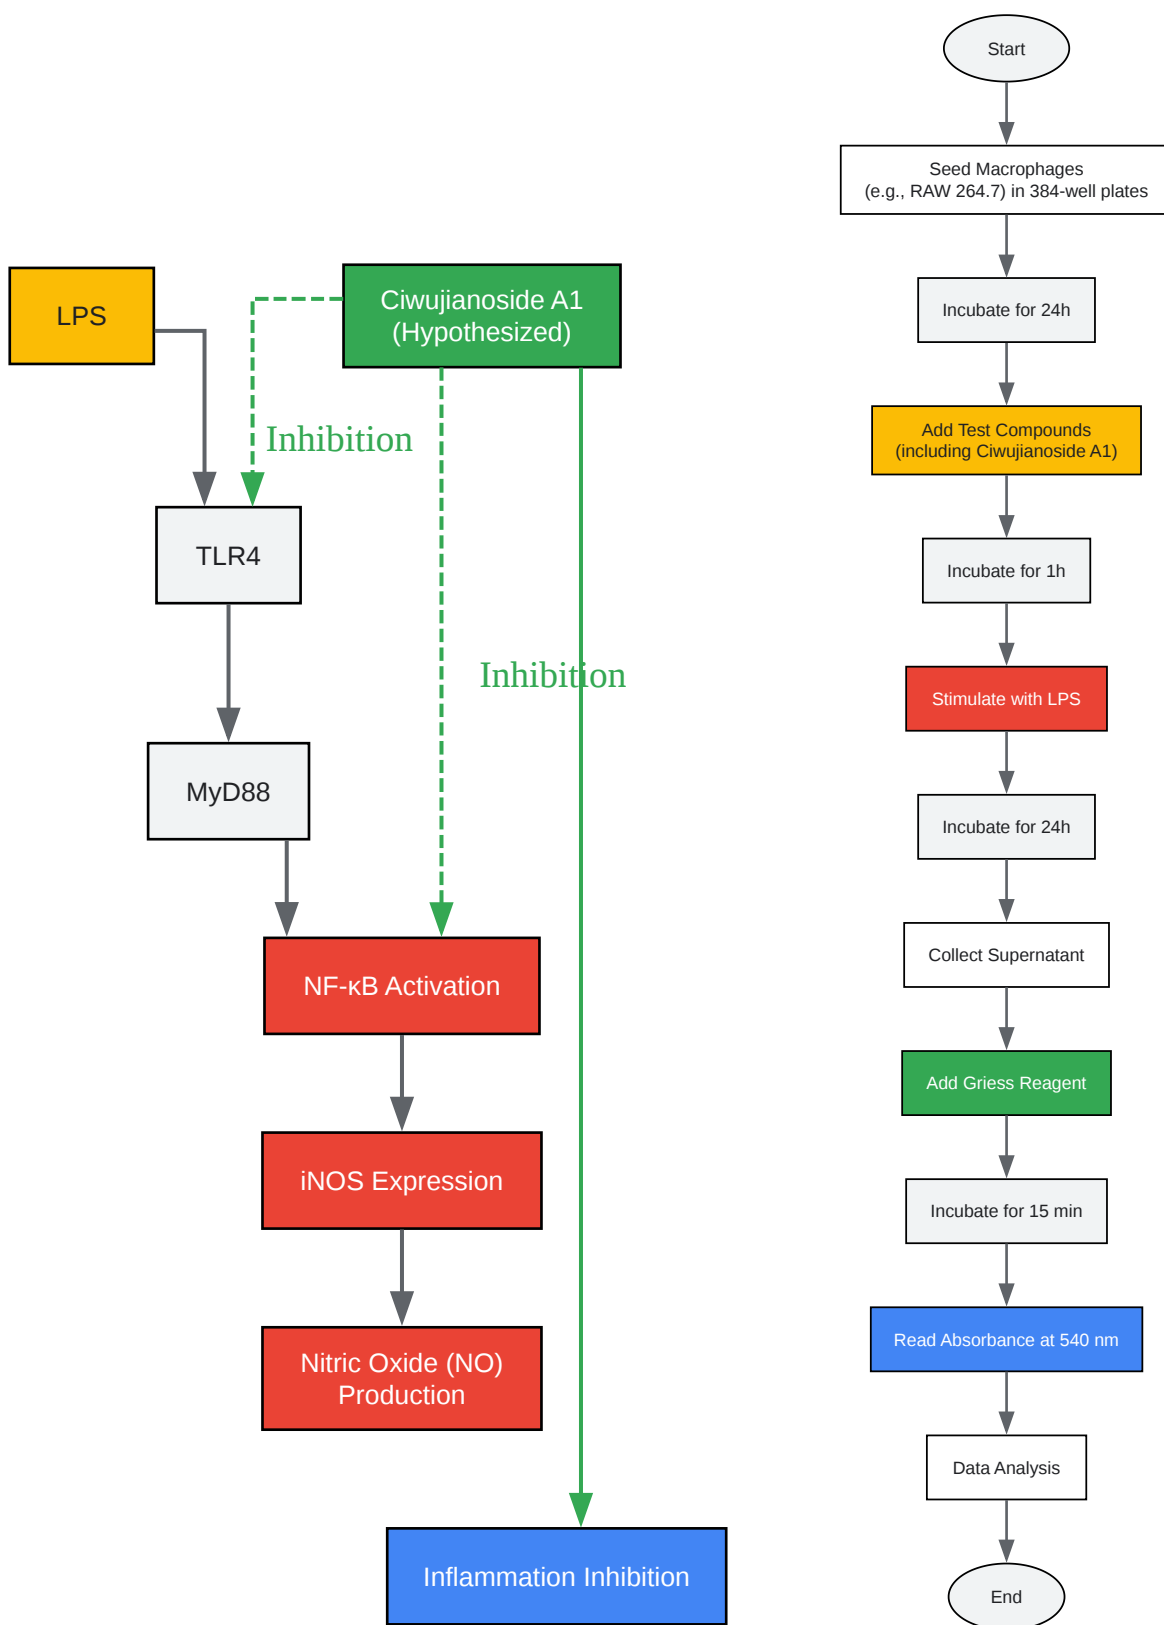 LPS
Ciwujianoside A1
(Hypothesized)
Inhibition
TLR4
Inhibition
MyD88
NF-κB Activation
iNOS Expression
Nitric Oxide (NO)
Production
Inflammation Inhibition
Start
Seed Macrophages
(e.g., RAW 264.7) in 384-well plates
Incubate for 24h
Add Test Compounds
(including Ciwujianoside A1)
Incubate for 1h
Stimulate with LPS
Incubate for 24h
Collect Supernatant
Add Griess Reagent
Incubate for 15 min
Read Absorbance at 540 nm
Data Analysis
End